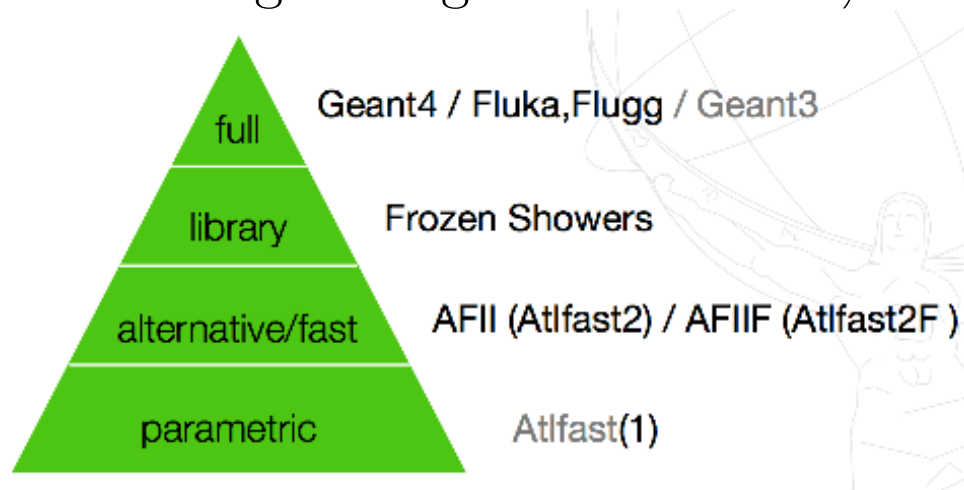 full Geant4 / Fluka,Flugg / Geant3
library Frozen Showers
alternative/fast AFII (Atlfast2) / AFIIF (Atlfast2F )
parametric Atlfast(1)